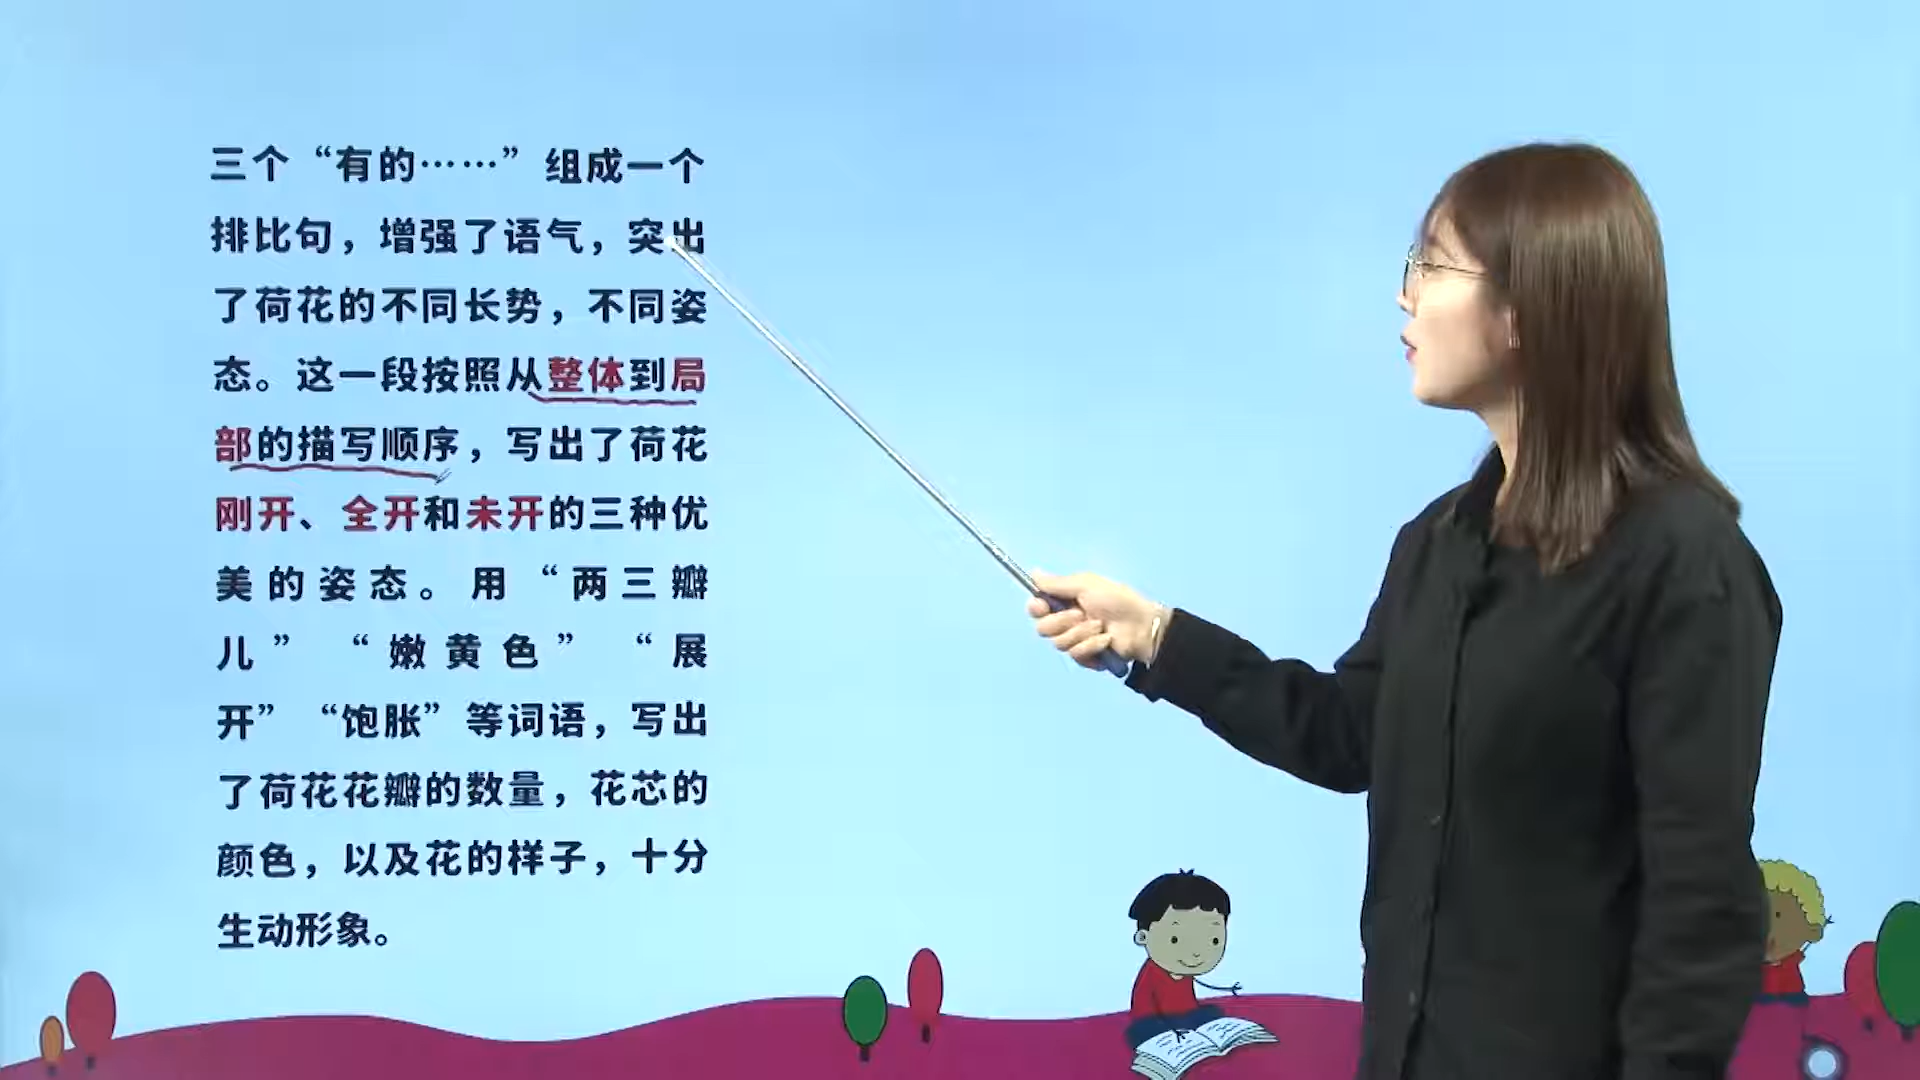 三个“有的……”组成一个
排比句，增强了语气，突出
了荷花的不同长势，不同姿
态。这一段按照从整体到局
部的描写顺序，写出了荷花
刚开、全开和未开的三种优
美的姿态。用“两三瓣
儿”“嫩黄色”“展
开”“饱胀”等词语，写出
了荷花花瓣的数量，花芯的
颜色，以及花的样子，十分
生动形象。